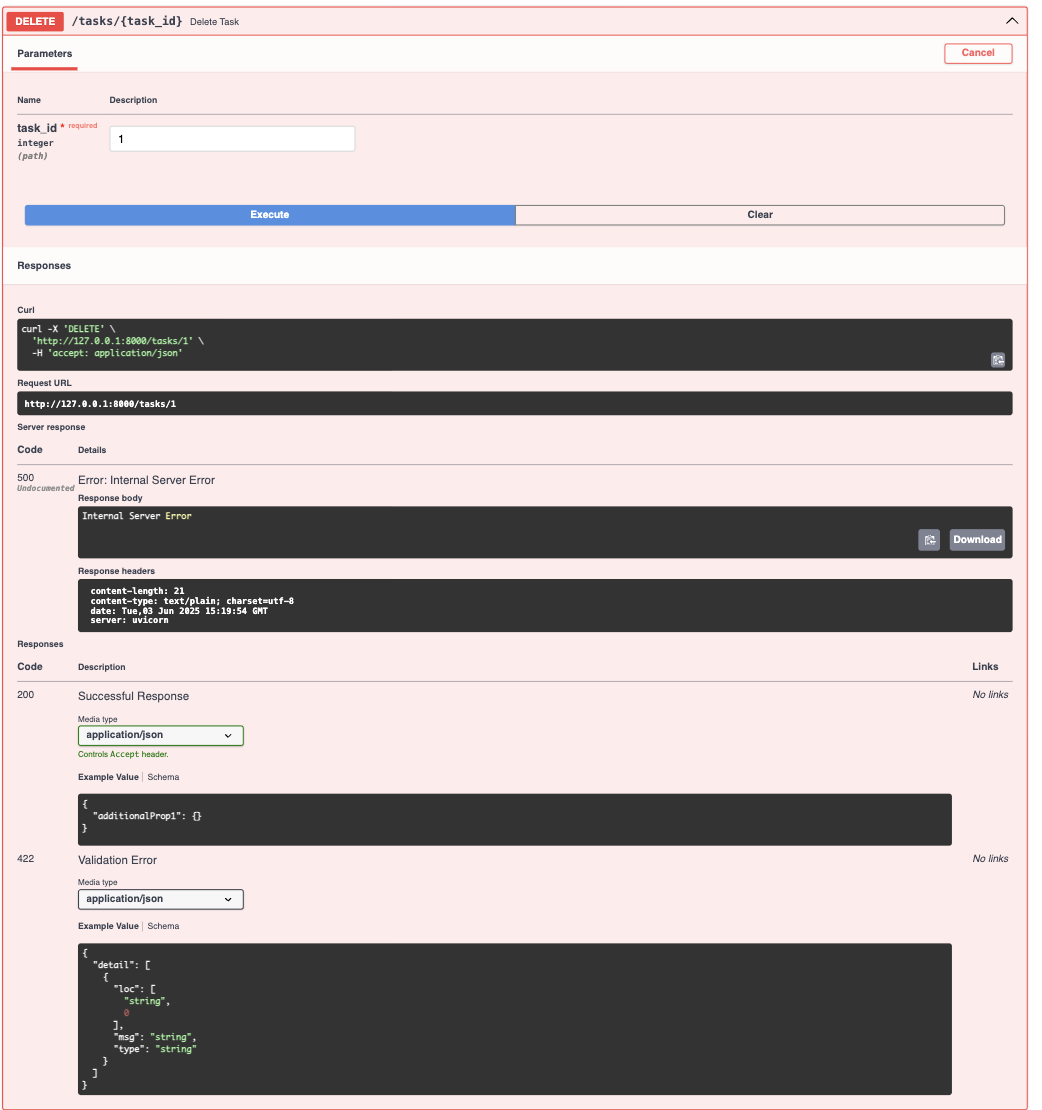 DELETE /tasks/{task_id} Delete Task
Parameters
Cancel
Name Description
task_id * required
integer
(path)
1
Execute Clear
Responses
Curl
curl -X 'DELETE' \
  'http://127.0.0.1:8000/tasks/1' \
  -H 'accept: application/json'
Request URL
http://127.0.0.1:8000/tasks/1
Server response
Code Details
500
Undocumented
Error: Internal Server Error
Response body
Internal Server Error
Download
Response headers
content-length: 21
content-type: text/plain; charset=utf-8
date: Tue,03 Jun 2025 15:19:54 GMT
server: uvicorn
Responses
Code Description Links
200 Successful Response No links
Media type
application/json
Controls Accept header.
Example Value | Schema
{
  "additionalProp1": {}
}
422 Validation Error No links
Media type
application/json
Example Value | Schema
{
  "detail": [
    {
      "loc": [
        "string",
        0
      ],
      "msg": "string",
      "type": "string"
    }
  ]
}